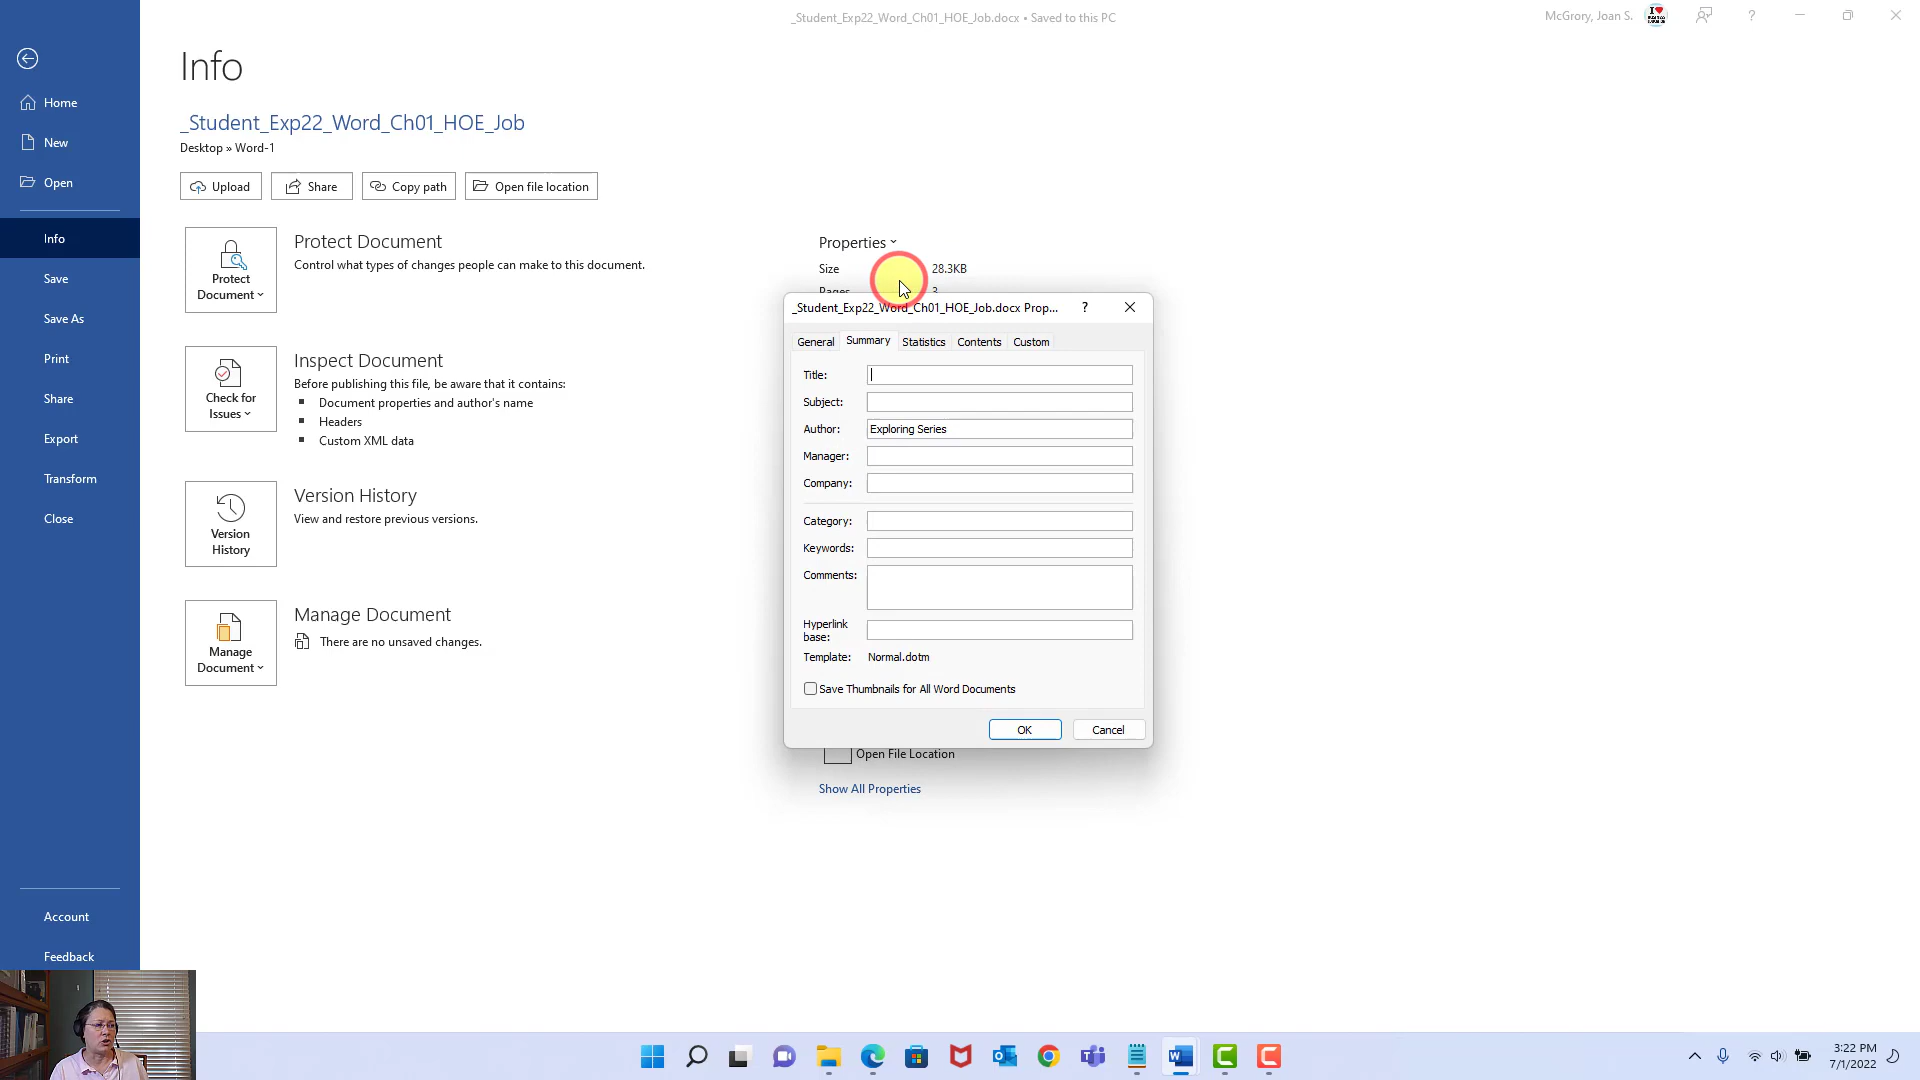 _Student_Exp22_Word_Ch01_HOE_Job.docx • Saved to this PC
McGrory, Joan S.
?
Info
Home
New
Open
Info
Save
Save As
Print
Share
Export
Transform
Close
Account
Feedback
_Student_Exp22_Word_Ch01_HOE_Job
Desktop » Word-1
Upload
Share
Copy path
Open file location
Protect Document
Protect Document
Control what types of changes people can make to this document.
Check for Issues
Inspect Document
Before publishing this file, be aware that it contains:
Document properties and author's name
Headers
Custom XML data
Version History
Version History
View and restore previous versions.
Manage Document
Manage Document
There are no unsaved changes.
Properties
Size 28.3KB
Pages 3
_Student_Exp22_Word_Ch01_HOE_Job.docx Prop... ?
General Summary Statistics Contents Custom
Title:
Subject:
Author: Exploring Series
Manager:
Company:
Category:
Keywords:
Comments:
Hyperlink base:
Template: Normal.dotm
Save Thumbnails for All Word Documents
OK Cancel
Open File Location
Show All Properties
3:22 PM
7/1/2022